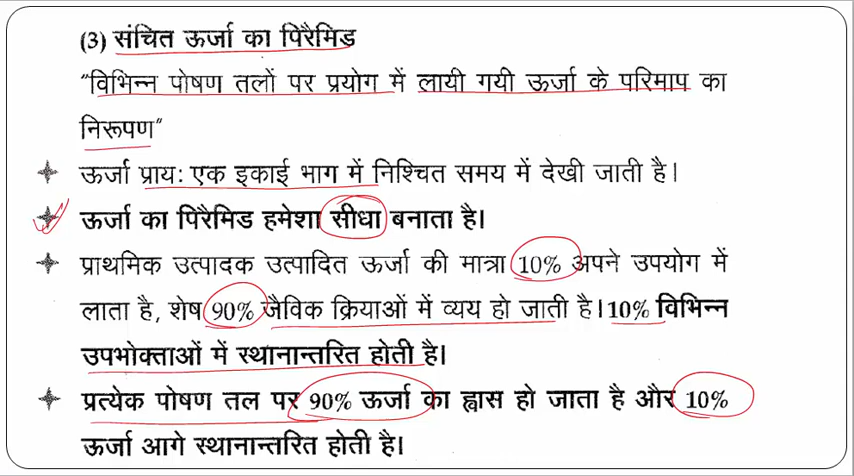 (3) संचित ऊर्जा का पिरैमिड
"विभिन्न पोषण तलों पर प्रयोग में लायी गयी ऊर्जा के परिमाप का
निरूपण"
ऊर्जा प्राय: एक इकाई भाग में निश्चित समय में देखी जाती है।
ऊर्जा का पिरैमिड हमेशा सीधा बनाता है।
प्राथमिक उत्पादक उत्पादित ऊर्जा की मात्रा 10% अपने उपयोग में
लाता है, शेष 90% जैविक क्रियाओं में व्यय हो जाती है। 10% विभिन्न
उपभोक्ताओं में स्थानान्तरित होती है।
प्रत्येक पोषण तल पर 90% ऊर्जा का ह्वास हो जाता है और 10%
ऊर्जा आगे स्थानान्तरित होती है।